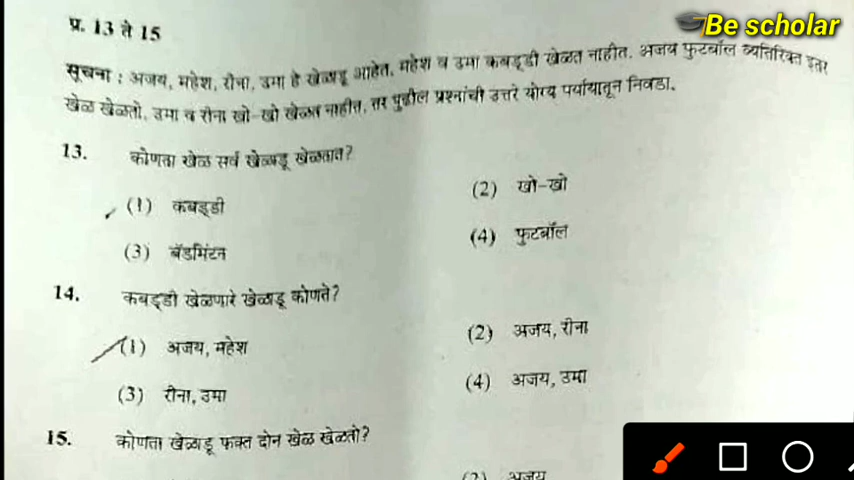 Be scholar
प्र. 13 ते 15
सूचना : अजय, महेश, रीना, उमा हे खेळाडू आहेत. महेश व उमा कबड्डी खेळत नाहीत. अजय फुटबॉल व्यतिरिक्त इतर
खेळ खेळतो, उमा व रीना खो-खो खेळत नाहीत, तर पुढील प्रश्नांची उत्तरे योग्य पर्यायातून निवडा.
13. कोणता खेळ सर्व खेळाडू खेळतात?
(1) कबड्डी (2) खो-खो
(3) बॅडमिंटन (4) फुटबॉल
14. कबड्डी खेळणारे खेळाडू कोणते?
(1) अजय, महेश (2) अजय, रीना
(3) रीना, उमा (4) अजय, उमा
15. कोणता खेळाडू फक्त दोन खेळ खेळतो?
(2) अजय